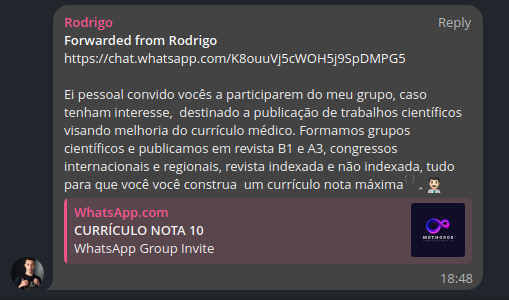 Rodrigo Reply
Forwarded from Rodrigo
https://chat.whatsapp.com/K8ouuVj5cWOH5J9SpDMPG5
Ei pessoal convido vocês a participarem do meu grupo, caso
tenham interesse, destinado a publicação de trabalhos científicos
visando melhoria do currículo médico. Formamos grupos
científicos e publicamos em revista B1 e A3, congressos
internacionais e regionais, revista indexada e não indexada, tudo
para que você você construa um currículo nota máxima🩺,👨🏻‍⚕️
WhatsApp.com
CURRÍCULO NOTA 10
WhatsApp Group Invite
METHODOS
18:48